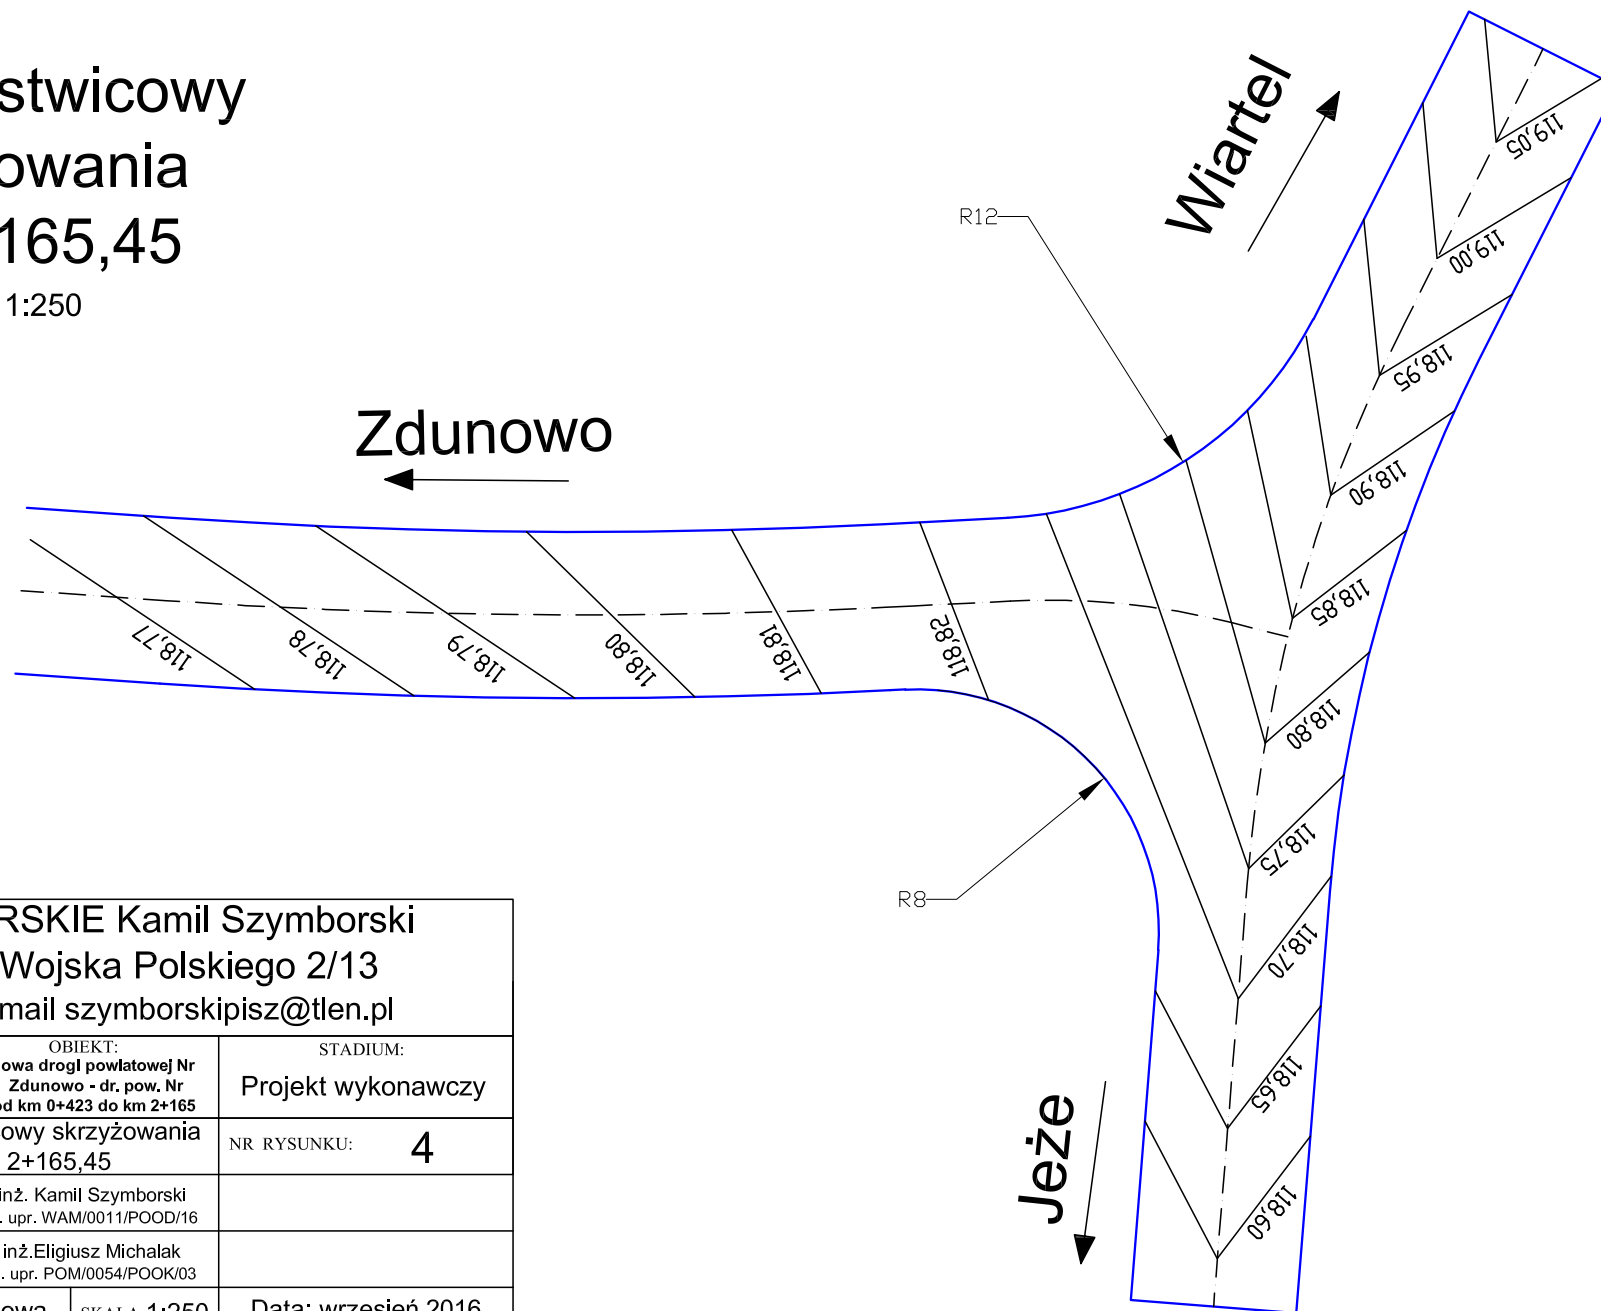 stwicowy
owania
165,45
1:250
Wiartel
R12
Zdunowo
119,05
119,00
118,95
118,90
118,85
118,80
118,75
118,70
118,65
118,60
118,77
118,78
118,79
118,80
118,81
118,82
R8
Jeże
RSKIE Kamil Szymborski
Wojska Polskiego 2/13
mail szymborskipisz@tlen.pl
OBIEKT:
owa drogi powiatowej Nr
Zdunowo - dr. pow. Nr
od km 0+423 do km 2+165
STADIUM:
Projekt wykonawczy
owy skrzyżowania
2+165,45
NR RYSUNKU: 4
inż. Kamil Szymborski
. upr. WAM/0011/POOD/16
inż.Eligiusz Michalak
. upr. POM/0054/POOK/03
owa
SKALA 1:250
Data: wrzesień 2016